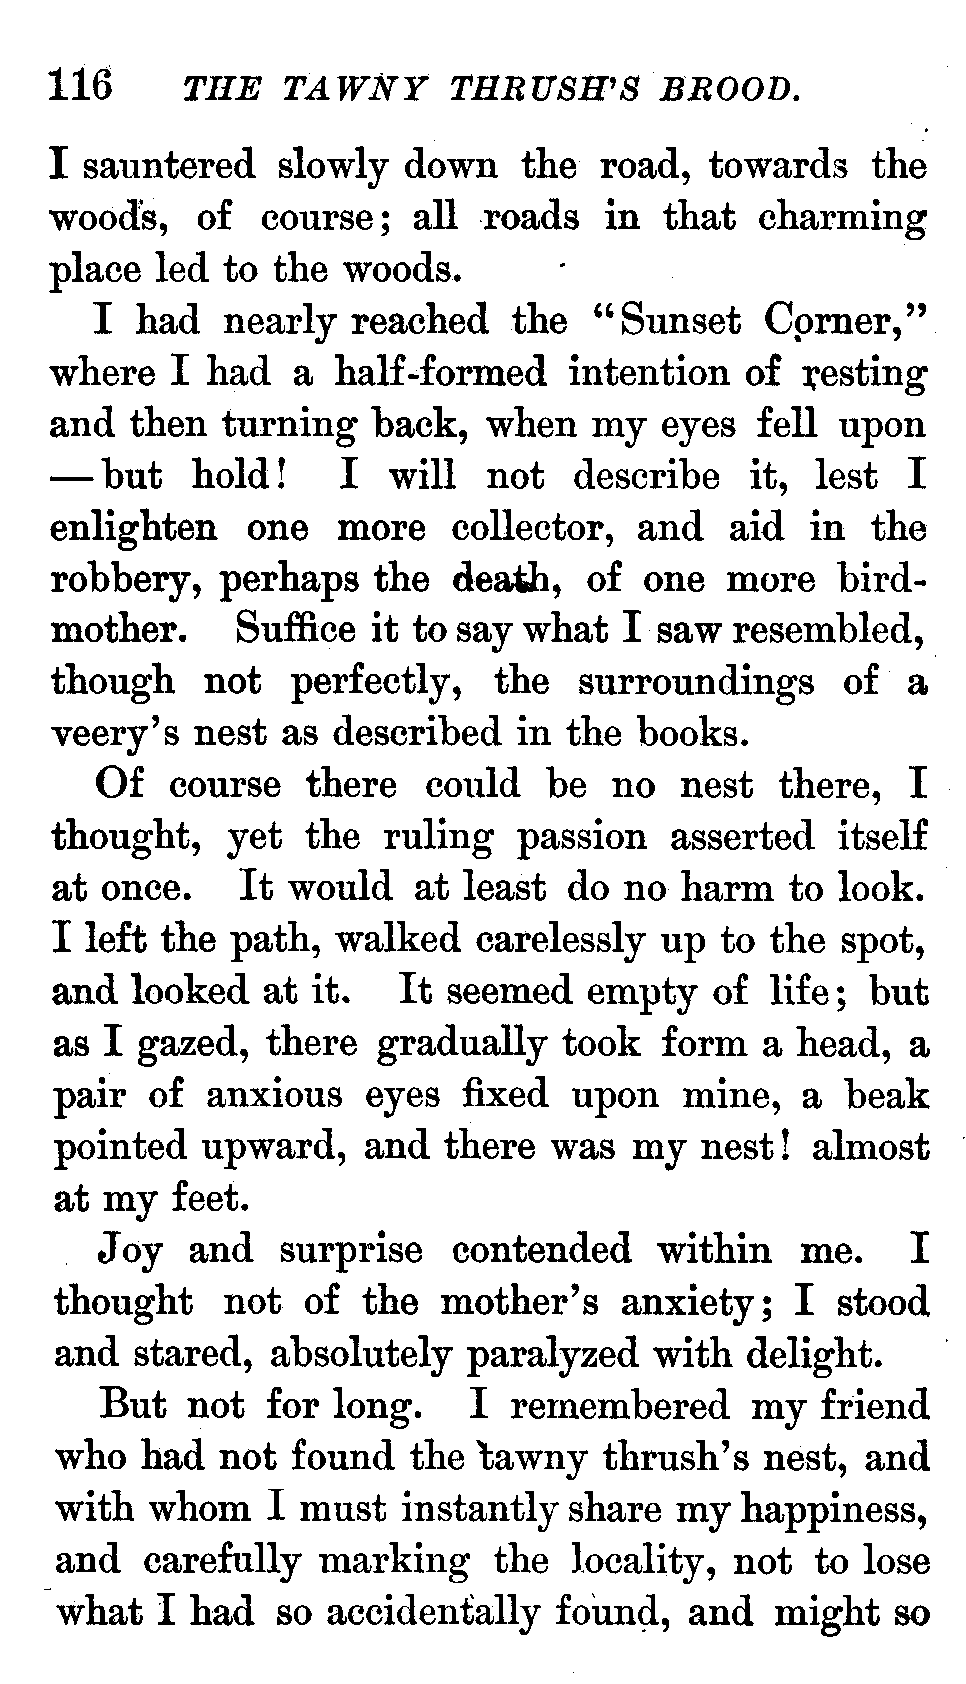 116 THE TAWNY THRUSH'S BROOD.
I sauntered slowly down the road, towards the
woods, of course; all roads in that charming
place led to the woods.
I had nearly reached the "Sunset Corner,"
where I had a half-formed intention of resting
and then turning back, when my eyes fell upon
—but hold! I will not describe it, lest I
enlighten one more collector, and aid in the
robbery, perhaps the death, of one more bird-
mother. Suffice it to say what I saw resembled,
though not perfectly, the surroundings of a
veery's nest as described in the books.
Of course there could be no nest there, I
thought, yet the ruling passion asserted itself
at once. It would at least do no harm to look.
I left the path, walked carelessly up to the spot,
and looked at it. It seemed empty of life; but
as I gazed, there gradually took form a head, a
pair of anxious eyes fixed upon mine, a beak
pointed upward, and there was my nest! almost
at my feet.
Joy and surprise contended within me. I
thought not of the mother's anxiety; I stood
and stared, absolutely paralyzed with delight.
But not for long. I remembered my friend
who had not found the tawny thrush's nest, and
with whom I must instantly share my happiness,
and carefully marking the locality, not to lose
what I had so accidentally found, and might so